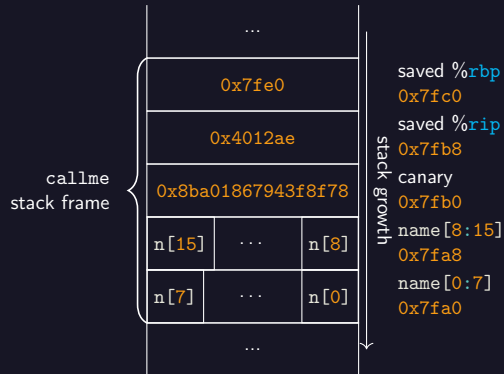 ...
0x7fe0
saved %rbp
0x7fc0
0x4012ae
saved %rip
0x7fb8
callme
stack frame
0x8ba01867943f8f78
canary
0x7fb0
stack growth
n[15] ... n[8]
name[8:15]
0x7fa8
n[7] ... n[0]
name[0:7]
0x7fa0
...